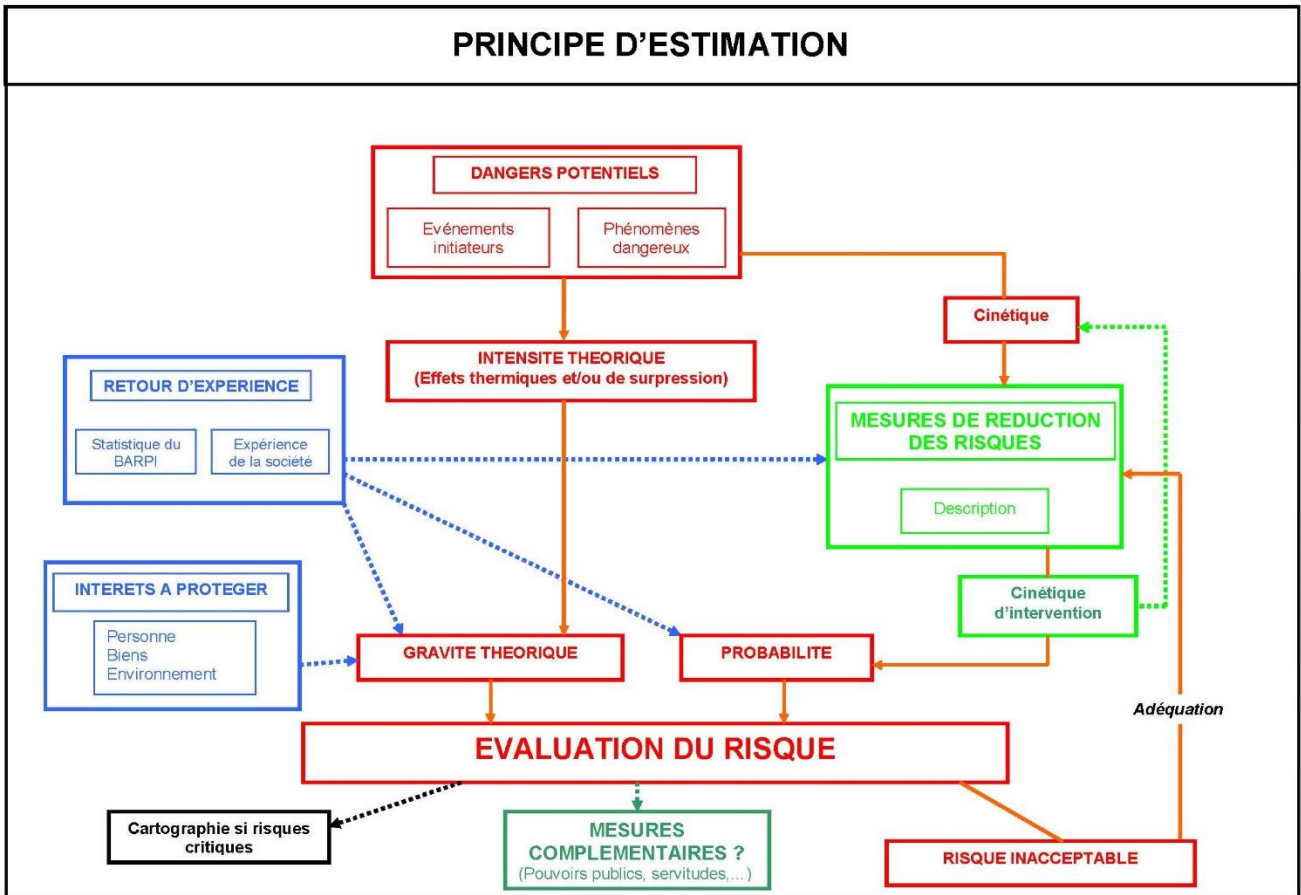 PRINCIPE D’ESTIMATION
DANGERS POTENTIELS
Evénements
initiateurs
Phénomènes
dangereux
Cinétique
INTENSITE THEORIQUE
(Effets thermiques et/ou de surpression)
RETOUR D’EXPERIENCE
Statistique du
BARPI
Expérience
de la société
MESURES DE REDUCTION
DES RISQUES
Description
INTERETS A PROTEGER
Personne
Biens
Environnement
Cinétique
d’intervention
GRAVITE THEORIQUE
PROBABILITE
Adéquation
EVALUATION DU RISQUE
Cartographie si risques
critiques
MESURES
COMPLEMENTAIRES ?
(Pouvoirs publics, servitudes,…)
RISQUE INACCEPTABLE